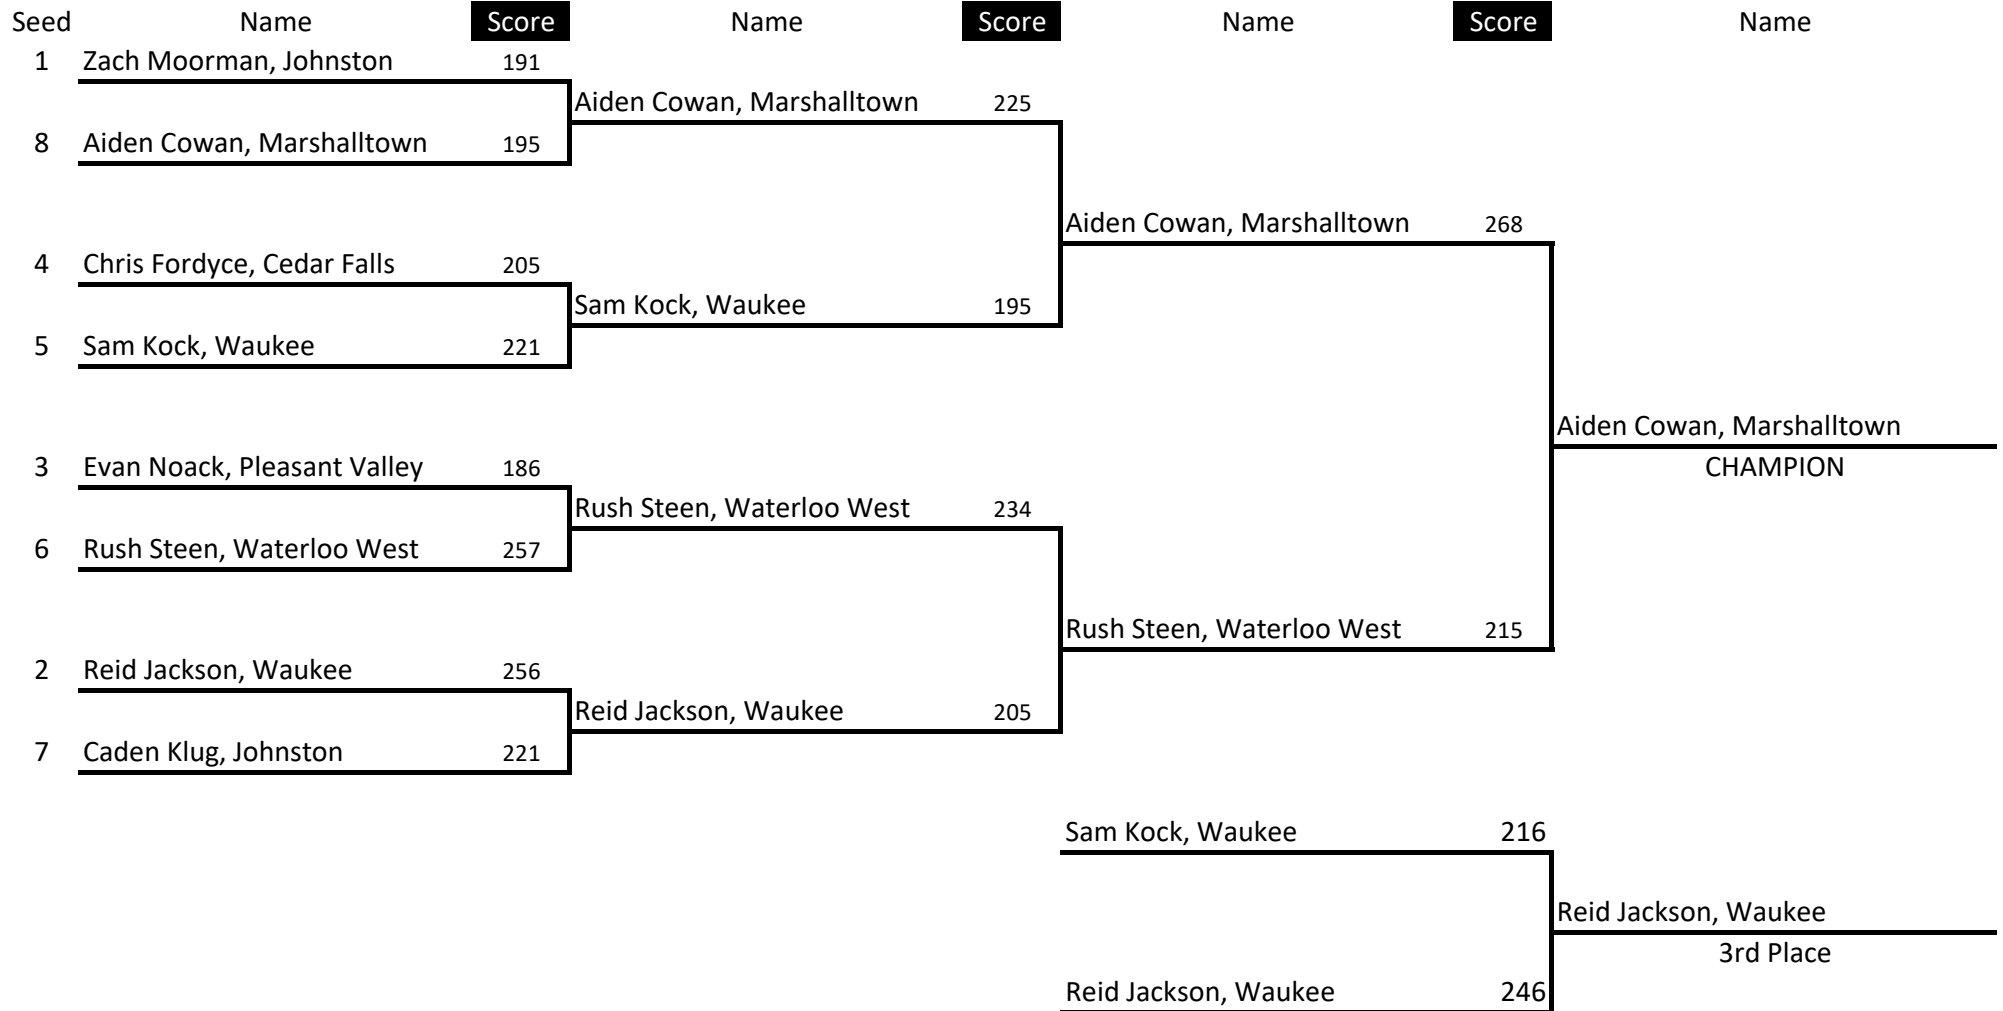 Seed Name Score Name Score Name Score Name
1 Zach Moorman, Johnston 191
Aiden Cowan, Marshalltown 225
8 Aiden Cowan, Marshalltown 195
Aiden Cowan, Marshalltown 268
4 Chris Fordyce, Cedar Falls 205
Sam Kock, Waukee 195
5 Sam Kock, Waukee 221
Aiden Cowan, Marshalltown
3 Evan Noack, Pleasant Valley 186
CHAMPION
Rush Steen, Waterloo West 234
6 Rush Steen, Waterloo West 257
Rush Steen, Waterloo West 215
2 Reid Jackson, Waukee 256
Reid Jackson, Waukee 205
7 Caden Klug, Johnston 221
Sam Kock, Waukee 216
Reid Jackson, Waukee
3rd Place
Reid Jackson, Waukee 246